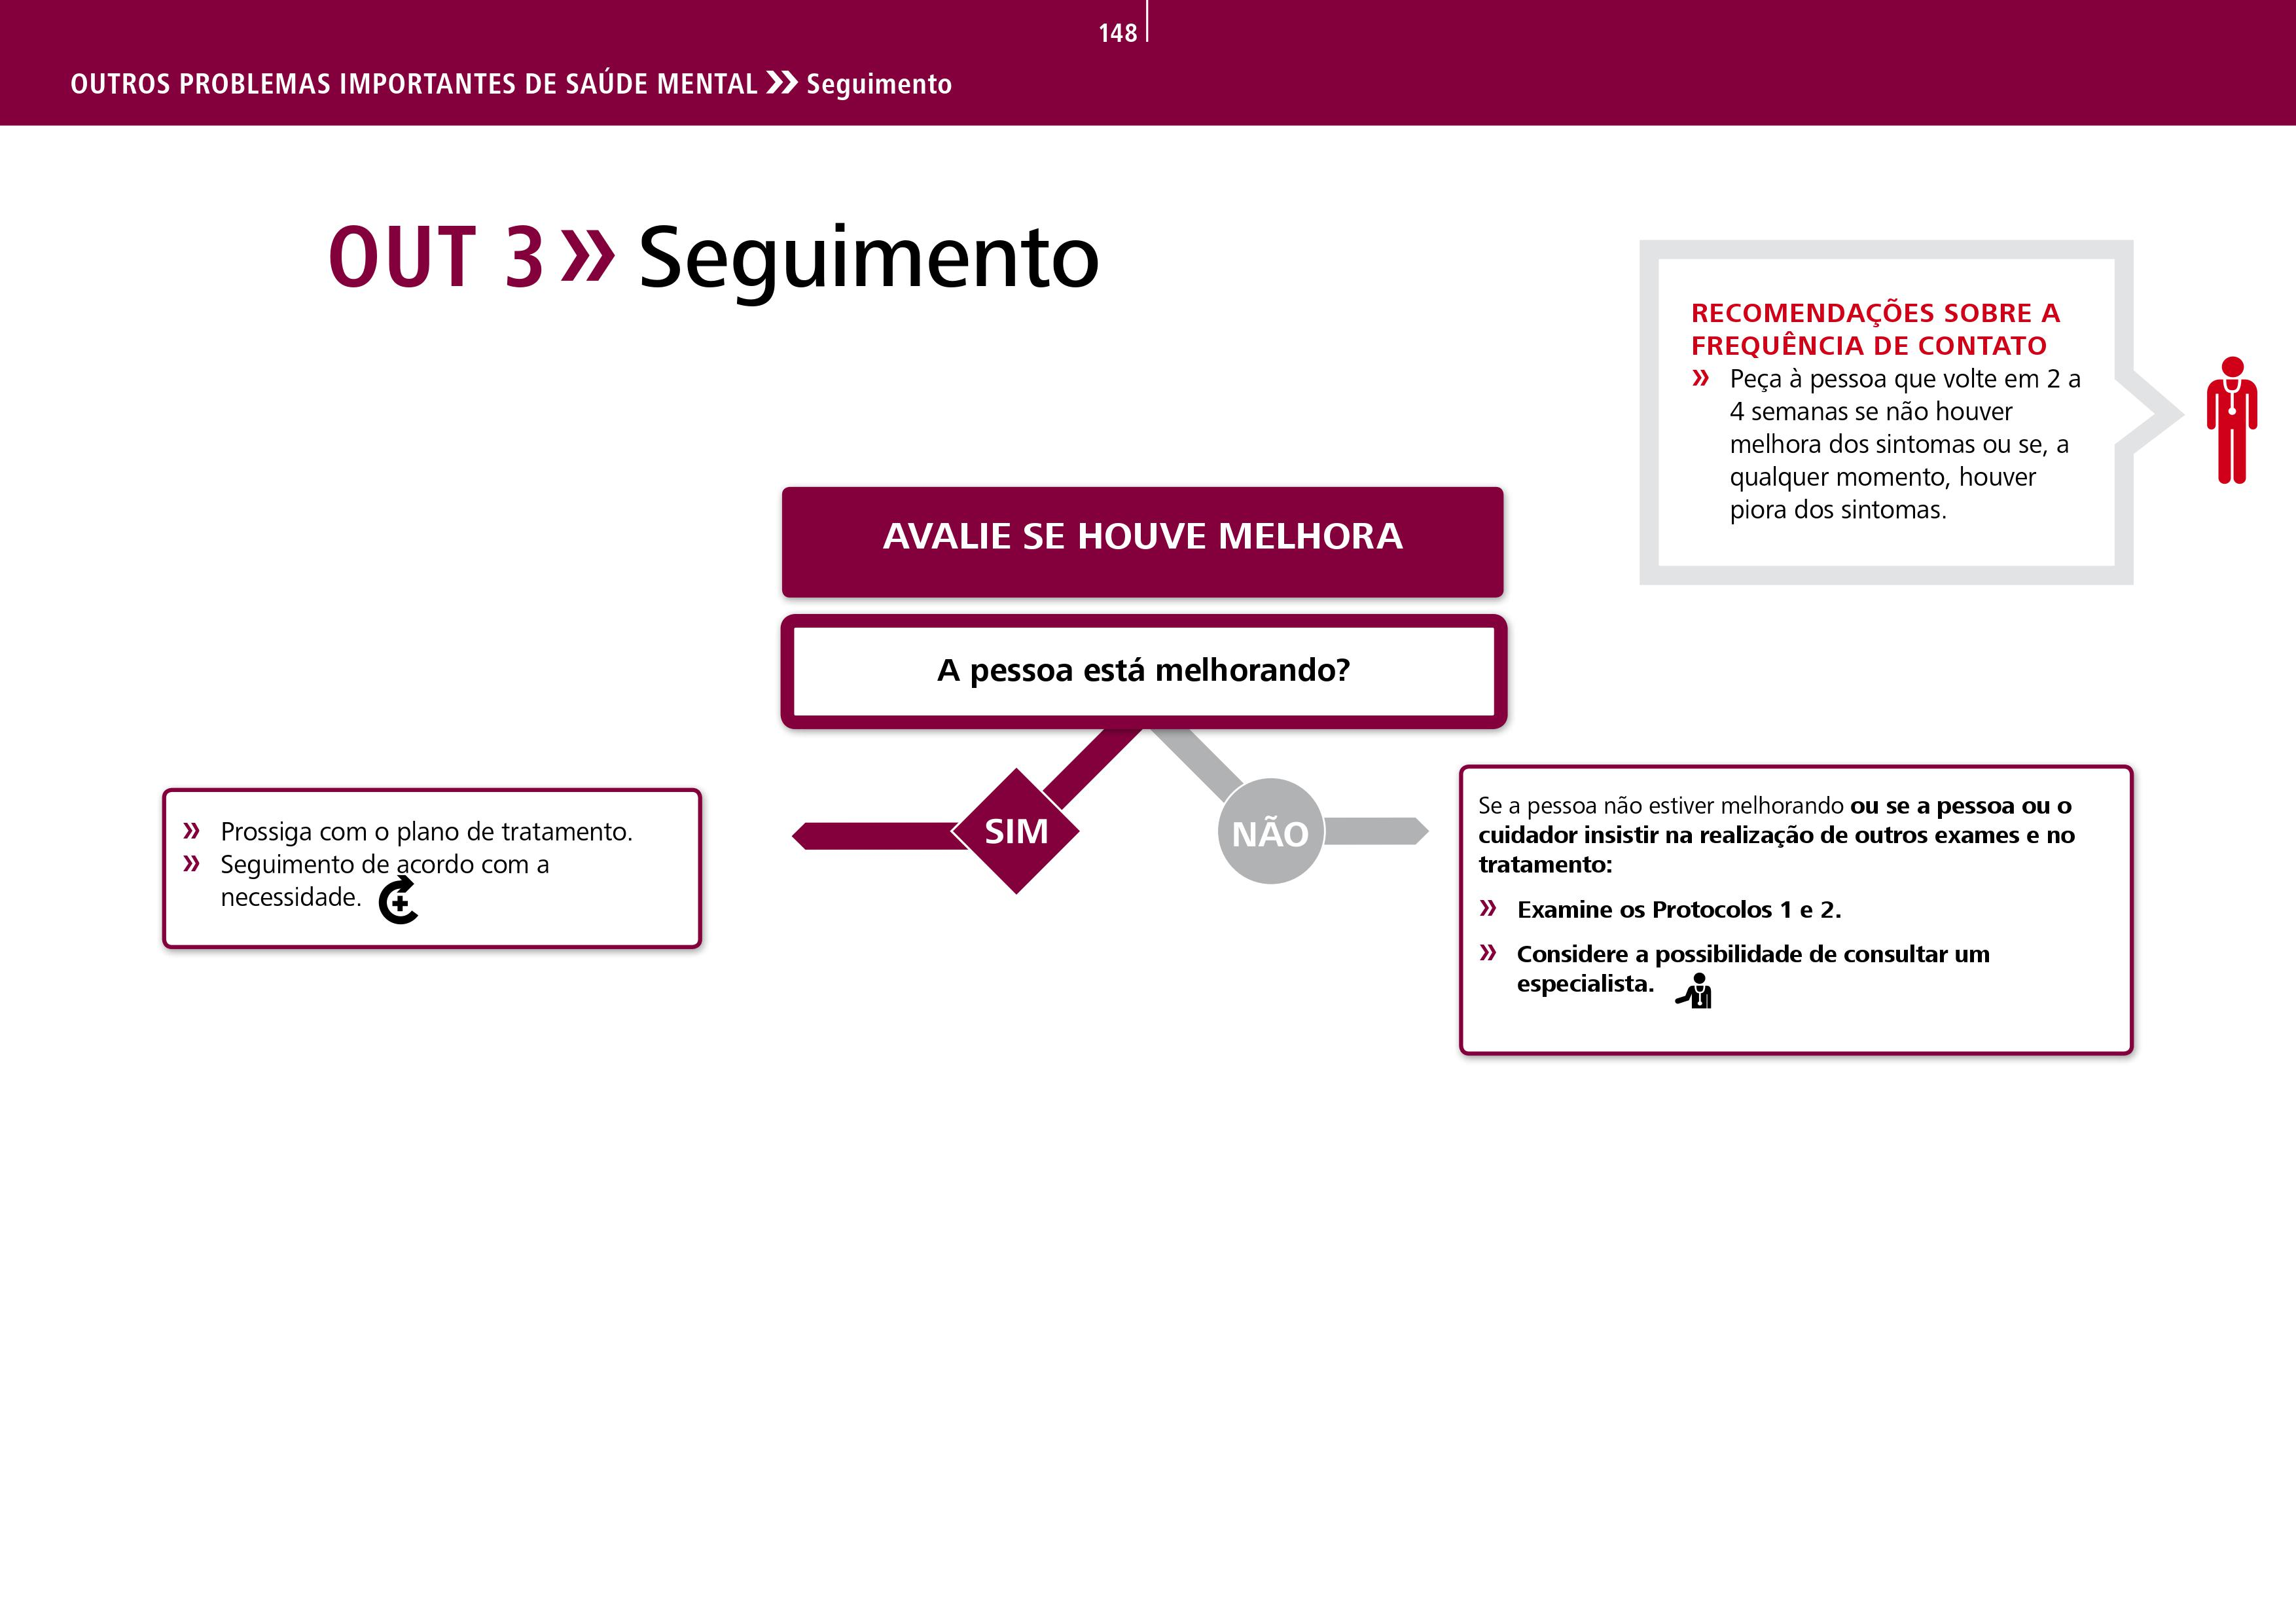 148
OUTROS PROBLEMAS IMPORTANTES DE SAÚDE MENTAL » Seguimento
OUT 3 » Seguimento
RECOMENDAÇÕES SOBRE A
FREQUÊNCIA DE CONTATO
» Peça à pessoa que volte em 2 a
4 semanas se não houver
melhora dos sintomas ou se, a
qualquer momento, houver
piora dos sintomas.
AVALIE SE HOUVE MELHORA
A pessoa está melhorando?
SIM
NÃO
» Prossiga com o plano de tratamento.
» Seguimento de acordo com a
necessidade.
Se a pessoa não estiver melhorando ou se a pessoa ou o
cuidador insistir na realização de outros exames e no
tratamento:
» Examine os Protocolos 1 e 2.
» Considere a possibilidade de consultar um
especialista.